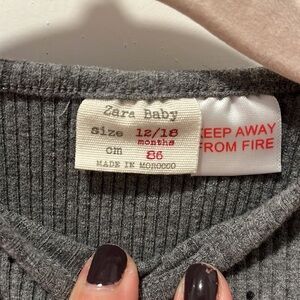 Zara Baby
size 12/18
months
cm 86
MADE IN MOROCCO
KEEP AWAY
FROM FIRE